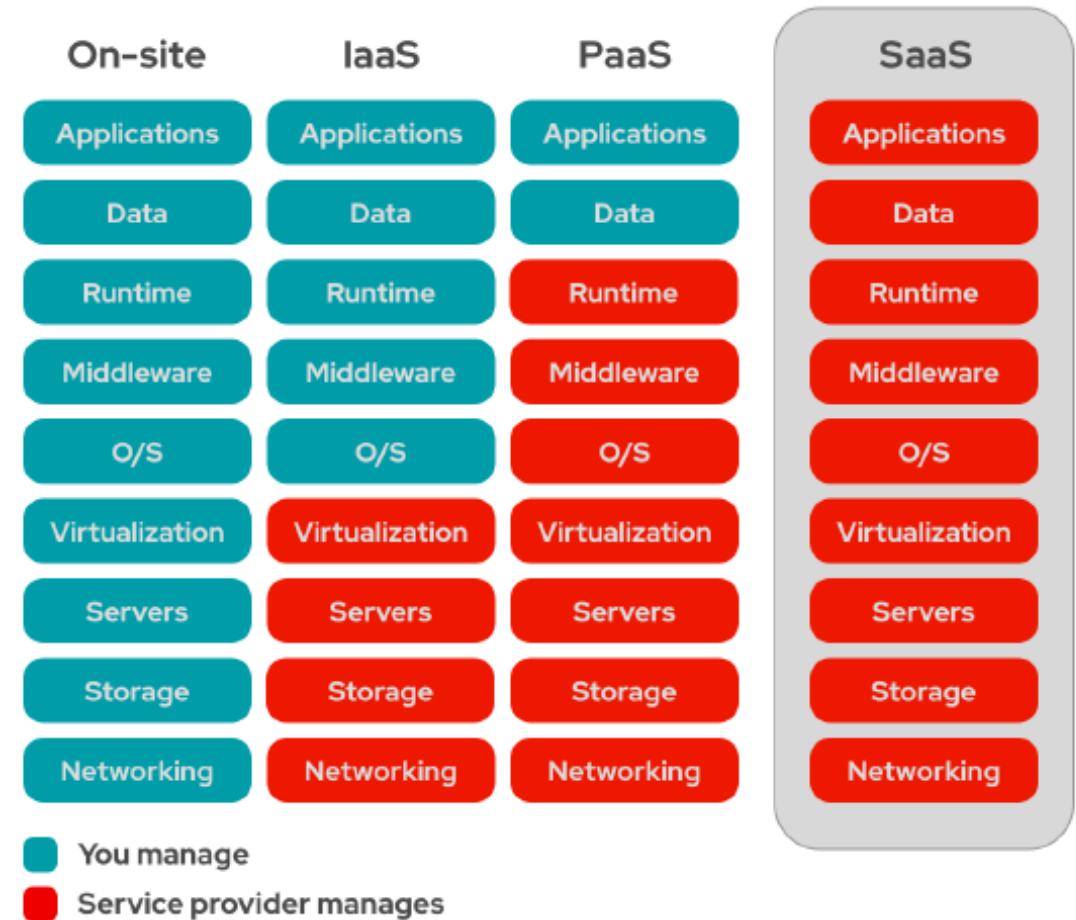 On-site IaaS PaaS SaaS
Applications Applications Applications Applications
Data Data Data Data
Runtime Runtime Runtime Runtime
Middleware Middleware Middleware Middleware
O/S O/S O/S O/S
Virtualization Virtualization Virtualization Virtualization
Servers Servers Servers Servers
Storage Storage Storage Storage
Networking Networking Networking Networking
You manage
Service provider manages